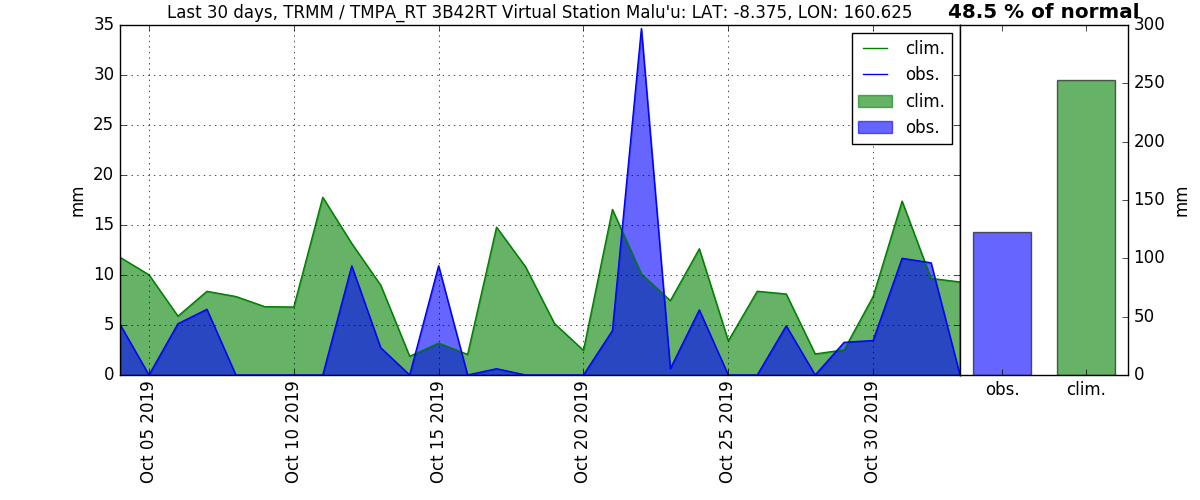 Last 30 days, TRMM / TMPA_RT 3B42RT Virtual Station Malu'u: LAT: -8.375, LON: 160.625
48.5 % of normal
35
30
25
20
15
10
5
0
mm
clim.
obs.
clim.
obs.
Oct 05 2019
Oct 10 2019
Oct 15 2019
Oct 20 2019
Oct 25 2019
Oct 30 2019
300
250
200
150
100
50
0
mm
obs.
clim.